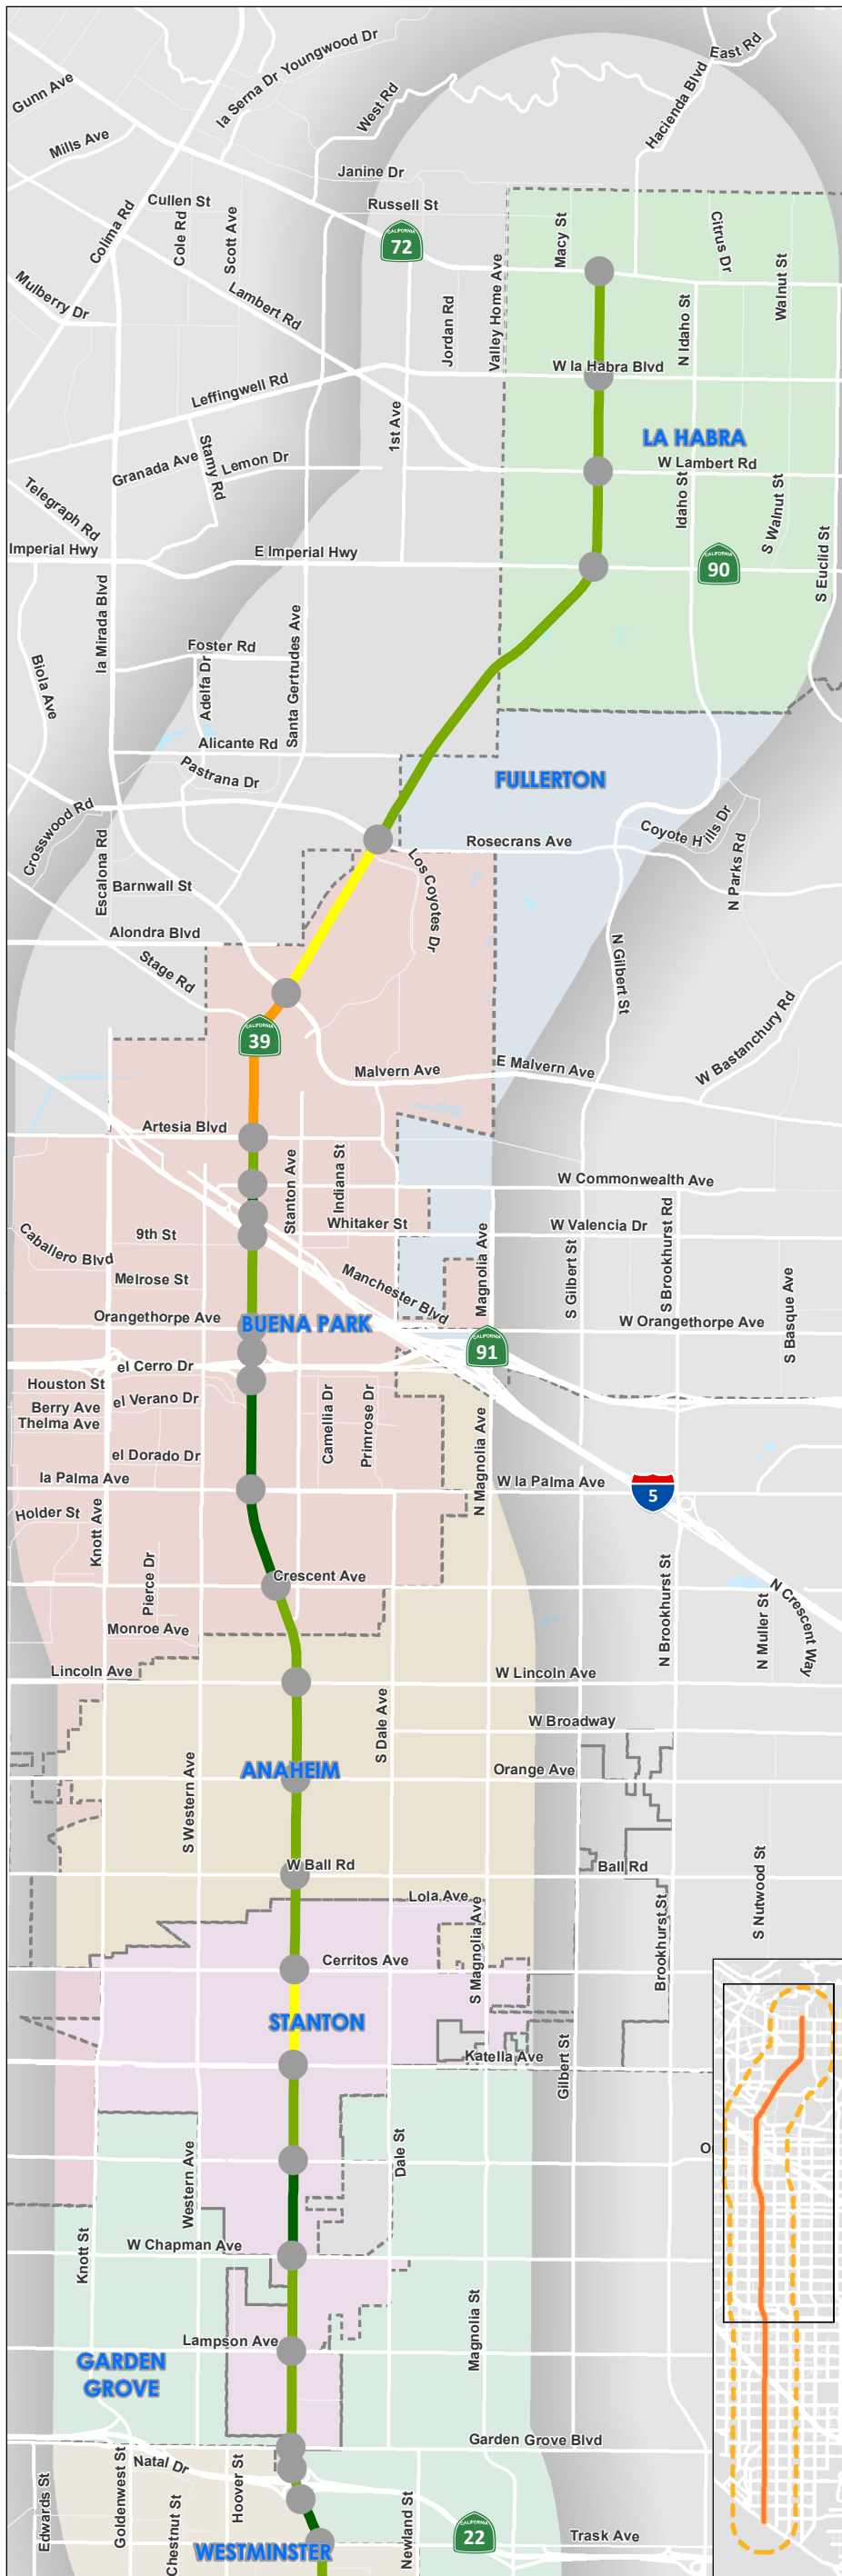 East Rd
Youngwood Dr
la Serna Dr
Gunn Ave
West Rd
Hacienda Blvd
Mills Ave
Janine Dr
Cullen St
Russell St
Colima Rd
Cole Rd
Scott Ave
CALIFORNIA
72
Macy St
Citrus Dr
Valley Home Ave
Walnut St
Mulberry Dr
Lambert Rd
Jordan Rd
N Idaho St
W la Habra Blvd
Leffingwell Rd
1st Ave
LA HABRA
Granada Ave
Stamy Rd
Lemon Dr
W Lambert Rd
Idaho St
S Walnut St
Telegraph Rd
Imperial Hwy
E Imperial Hwy
CALIFORNIA
90
S Euclid St
la Mirada Blvd
Biola Ave
Foster Rd
Adelfa Dr
Santa Gertrudes Ave
Alicante Rd
Pastrana Dr
FULLERTON
Crosswood Rd
Escalona Rd
Rosecrans Ave
Coyote Hills Dr
N Parks Rd
Barnwall St
Los Coyotes Dr
Alondra Blvd
Stage Rd
N Gilbert St
CALIFORNIA
39
W Bastanchury Rd
Malvern Ave
E Malvern Ave
Artesia Blvd
Stanton Ave
Indiana St
W Commonwealth Ave
Caballero Blvd
9th St
Whitaker St
W Valencia Dr
S Brookhurst Rd
Magnolia Ave
S Gilbert St
Melrose St
Manchester Blvd
S Basque Ave
Orangethorpe Ave
BUENA PARK
W Orangethorpe Ave
CALIFORNIA
91
el Cerro Dr
Houston St
Berry Ave
el Verano Dr
Thelma Ave
Camellia Dr
Primrose Dr
N Magnolia Ave
el Dorado Dr
la Palma Ave
W la Palma Ave
5
Holder St
Knott Ave
Pierce Dr
Crescent Ave
N Brookhurst St
N Muller St
N Crescent Way
Monroe Ave
Lincoln Ave
W Lincoln Ave
S Dale Ave
W Broadway
S Western Ave
ANAHEIM
Orange Ave
W Ball Rd
Ball Rd
S Nutwood St
Lola Ave
S Magnolia Ave
Brookhurst St
Cerritos Ave
STANTON
Katella Ave
Gilbert St
Western Ave
Dale St
O
Knott St
W Chapman Ave
Magnolia St
Lampson Ave
GARDEN
GROVE
Garden Grove Blvd
Edwards St
Goldenwest St
Natal Dr
Chestnut St
Hoover St
Newland St
CALIFORNIA
22
Trask Ave
WESTMINSTER